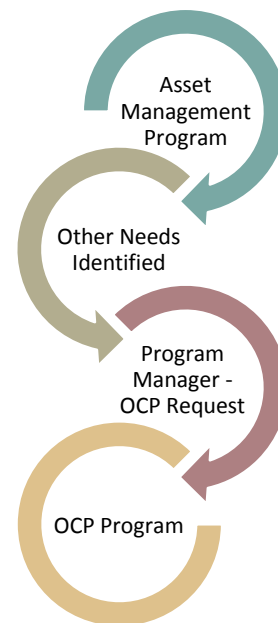 Asset
Management
Program
Other Needs
Identified
Program
Manager -
OCP Request
OCP Program